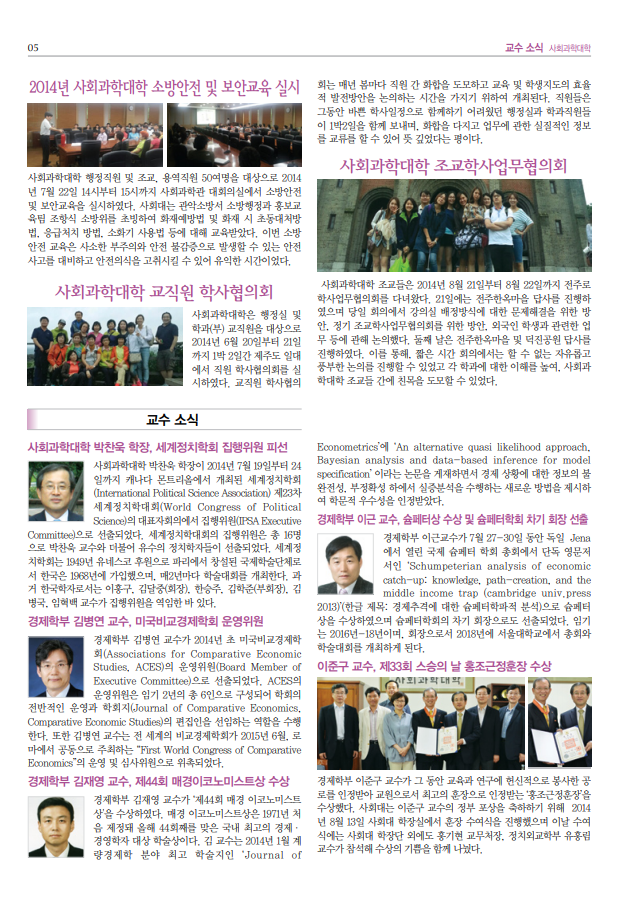 05
교수 소식 사회과학대학
2014년 사회과학대학 소방안전 및 보안교육 실시
사회과학대학 행정직원 및 조교, 용역직원 50여명을 대상으로 2014
년 7월 22일 14시부터 15시까지 사회과학관 대회의실에서 소방안전
및 보안교육을 실시하였다. 사회대는 관악소방서 소방행정과 홍보교
육팀 조항식 소방위를 초빙하여 화재예방법 및 화재 시 초동대처방
법, 응급처치 방법, 소화기 사용법 등에 대해 교육받았다. 이번 소방
안전 교육은 사소한 부주의와 안전 불감증으로 발생할 수 있는 안전
사고를 대비하고 안전의식을 고취시킬 수 있어 유익한 시간이었다.
사회과학대학 교직원 학사협의회
사회과학대학은 행정실 및
학과(부) 교직원을 대상으로
2014년 6월 20일부터 21일
까지 1박 2일간 제주도 일대
에서 직원 학사협의회를 실
시하였다. 교직원 학사협의
회는 매년 봄마다 직원 간 화합을 도모하고 교육 및 학생지도의 효율
적 발전방안을 논의하는 시간을 가지기 위하여 개최된다. 직원들은
그동안 바쁜 학사일정으로 함께하기 어려웠던 행정실과 학과직원들
이 1박2일을 함께 보내며, 화합을 다지고 업무에 관한 실질적인 정보
를 교류를 할 수 있어 뜻 깊었다는 평이다.
사회과학대학 조교학사업무협의회
사회과학대학 조교들은 2014년 8월 21일부터 8월 22일까지 전주로
학사업무협의회를 다녀왔다. 21일에는 전주한옥마을 답사를 진행하
였으며 당일 회의에서 강의실 배정방식에 대한 문제해결을 위한 방
안, 정기 조교학사업무협의회를 위한 방안, 외국인 학생과 관련한 업
무 등에 관해 논의했다. 둘째 날은 전주한옥마을 및 덕진공원 답사를
진행하였다. 이를 통해, 짧은 시간 회의에서는 할 수 없는 자유롭고
풍부한 논의를 진행할 수 있었고 각 학과에 대한 이해를 높여, 사회과
학대학 조교들 간에 친목을 도모할 수 있었다.
교수 소식
사회과학대학 박찬욱 학장, 세계정치학회 집행위원 피선
사회과학대학 박찬욱 학장이 2014년 7월 19일부터 24
일까지 캐나다 몬트리올에서 개최된 세계정치학회
(International Political Science Association) 제23차
세계정치학대회(World Congress of Political
Science)의 대표자회의에서 집행위원(IPSA Executive
Committee)으로 선출되었다. 세계정치학대회의 집행위원은 총 16명
으로 박찬욱 교수와 더불어 유수의 정치학자들이 선출되었다. 세계정
치학회는 1949년 유네스코 후원으로 파리에서 창설된 국제학술단체로
서 한국은 1968년에 가입했으며, 매2년마다 학술대회를 개최한다. 과
거 한국학자로서는 이홍구, 김달중(회장), 한승주, 김학준(부회장), 김
병국, 임혁백 교수가 집행위원을 역임한 바 있다.
경제학부 김병연 교수, 미국비교경제학회 운영위원
경제학부 김병연 교수가 2014년 초 미국비교경제학
회(Associations for Comparative Economic
Studies, ACES)의 운영위원(Board Member of
Executive Committee)으로 선출되었다. ACES의
운영위원은 임기 2년의 총 6인으로 구성되어 학회의
전반적인 운영과 학회지(Journal of Comparative Economics,
Comparative Economic Studies)의 편집인을 선임하는 역할을 수행
한다. 또한 김병연 교수는 전 세계의 비교경제학회가 2015년 6월, 로
마에서 공동으로 주최하는 "First World Congress of Comparative
Economics"의 운영 및 심사위원으로 위촉되었다.
경제학부 김재영 교수, 제44회 매경이코노미스트상 수상
경제학부 김재영 교수가 '제44회 매경 이코노미스트
상'을 수상하였다. 매경 이코노미스트상은 1971년 처
음 제정돼 올해 44회째를 맞은 국내 최고의 경제·
경영학자 대상 학술상이다. 김 교수는 2014년 1월 계
량경제학 분야 최고 학술지인 'Journal of
Econometrics'에 'An alternative quasi likelihood approach,
Bayesian analysis and data-based inference for model
specification' 이라는 논문을 게재하면서 경제 상황에 대한 정보의 불
완전성, 부정확성 하에서 실증분석을 수행하는 새로운 방법을 제시하
여 학문적 우수성을 인정받았다.
경제학부 이근 교수, 슘페터상 수상 및 슘페터학회 차기 회장 선출
경제학부 이근교수가 7월 27-30일 동안 독일 Jena
에서 열린 국제 슘페터 학회 총회에서 단독 영문저
서인 'Schumpeterian analysis of economic
catch-up: knowledge, path-creation, and the
middle income trap (cambridge univ.press
2013)'(한글 제목: 경제추격에 대한 슘페터학파적 분석)으로 슘페터
상을 수상하였으며 슘페터학회의 차기 회장으로도 선출되었다. 임기
는 2016년-18년이며, 회장으로서 2018년에 서울대학교에서 총회와
학술대회를 개최하게 된다.
이준구 교수, 제33회 스승의 날 홍조근정훈장 수상
경제학부 이준구 교수가 그 동안 교육과 연구에 헌신적으로 봉사한 공
로를 인정받아 교원으로서 최고의 훈장으로 인정받는 '홍조근정훈장'을
수상했다. 사회대는 이준구 교수의 정부 포상을 축하하기 위해 2014
년 8월 13일 사회대 학장실에서 훈장 수여식을 진행했으며 이날 수여
식에는 사회대 학장단 외에도 홍기현 교무처장, 정치외교학부 유홍림
교수가 참석해 수상의 기쁨을 함께 나눴다.